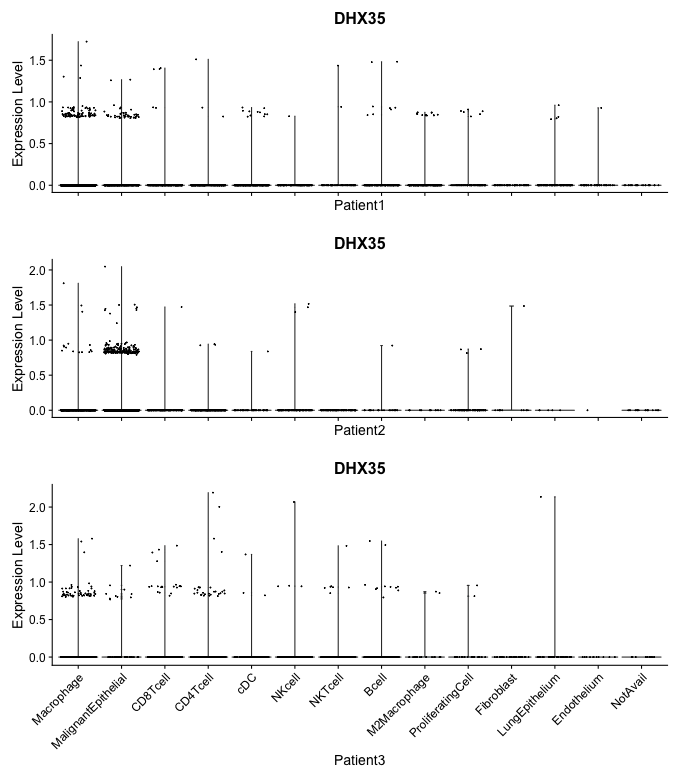 DHX35
Expression Level
1.5
1.0
0.5
0.0
Patient1
DHX35
Expression Level
2.0
1.5
1.0
0.5
0.0
Patient2
DHX35
Expression Level
2.0
1.5
1.0
0.5
0.0
Macrophage
MalignantEpithelial
CD8Tcell
CD4Tcell
cDC
NKcell
NKTcell
Bcell
M2Macrophage
ProliferatingCell
Fibroblast
LungEpithelium
Endothelium
NotAvail
Patient3